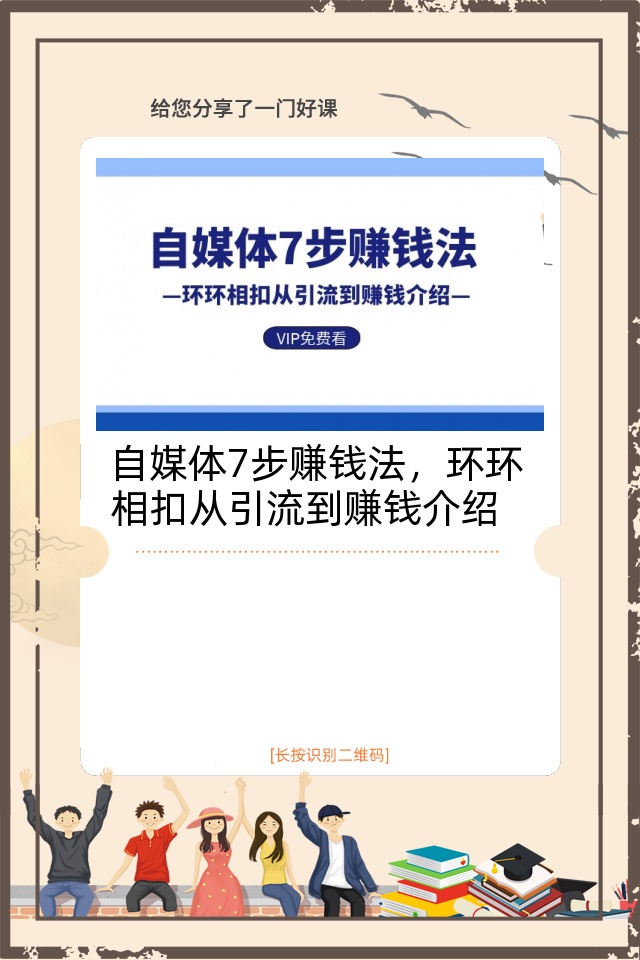 给您分享了一门好课
自媒体7步赚钱法
—环环相扣从引流到赚钱介绍—
VIP免费看
自媒体7步赚钱法，环环
相扣从引流到赚钱介绍
[长按识别二维码]